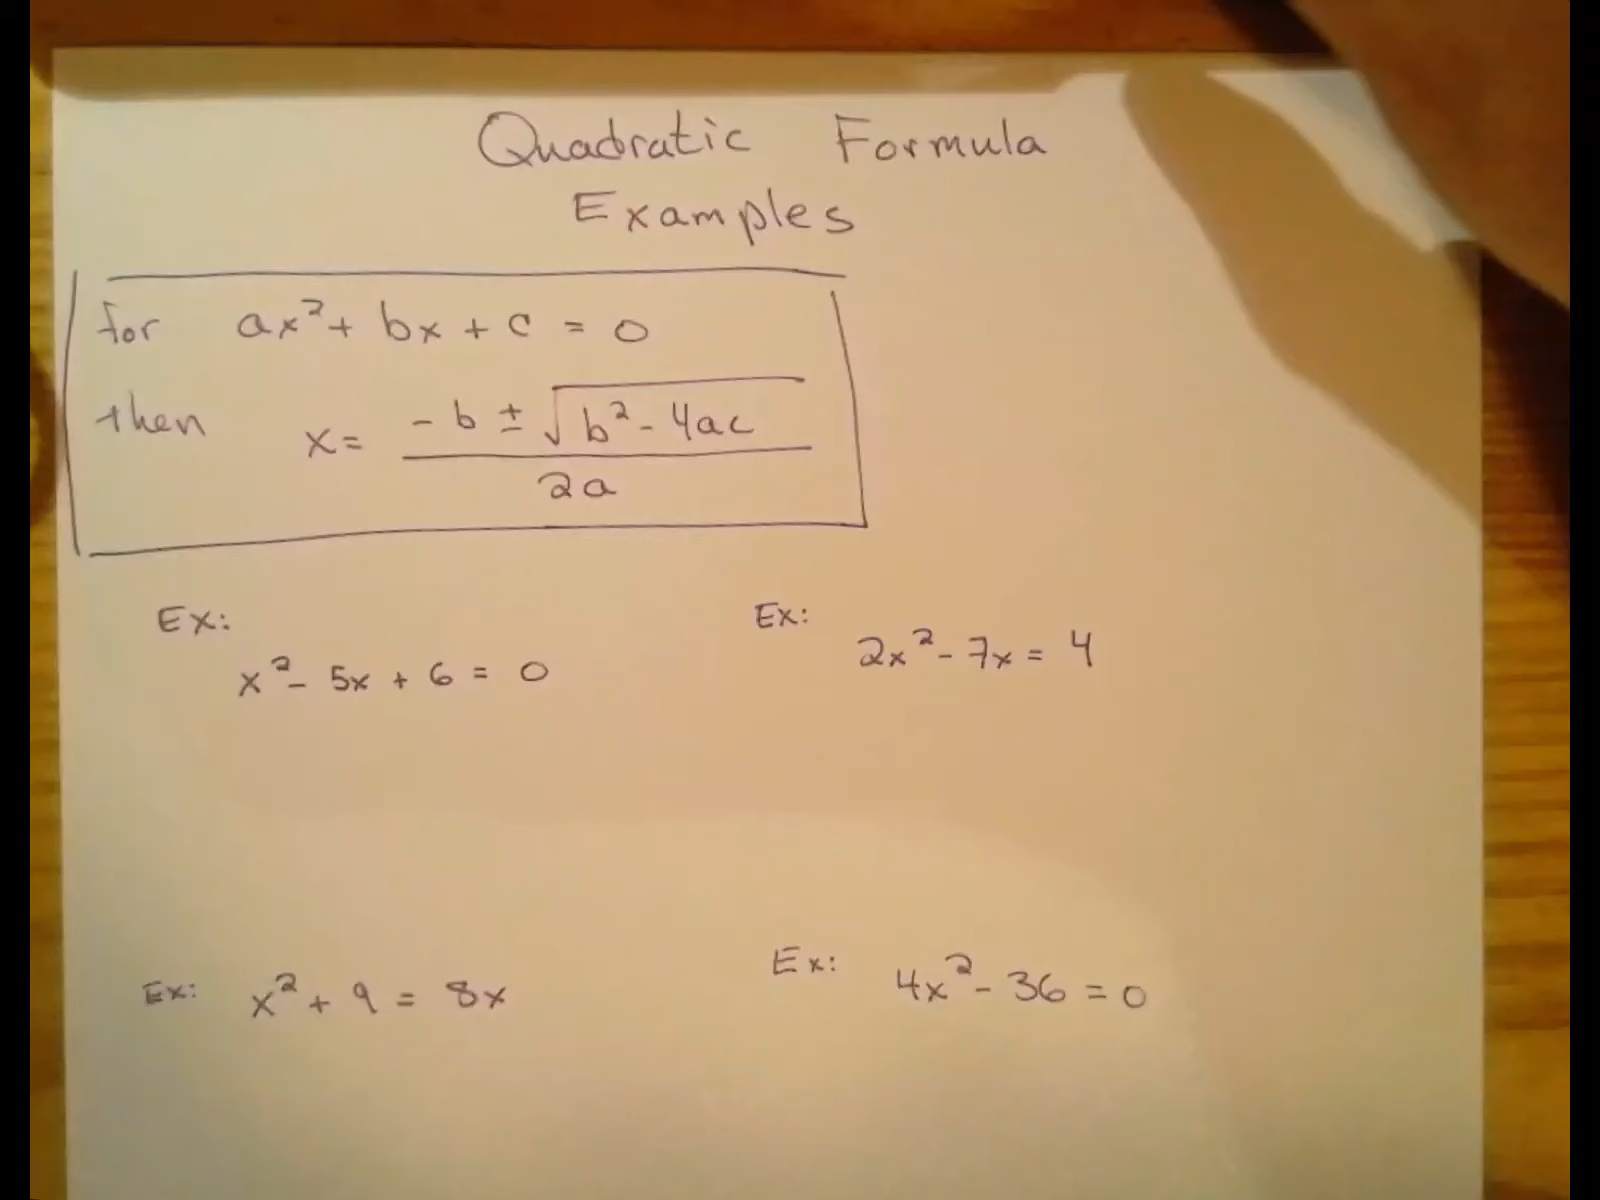 Quadratic Formula
Examples
for ax² + bx + c = 0
then x = (-b ± √(b² - 4ac)) / 2a
Ex:
x² - 5x + 6 = 0
Ex:
2x² - 7x = 4
Ex: x² + 9 = 8x
Ex: 4x² - 36 = 0